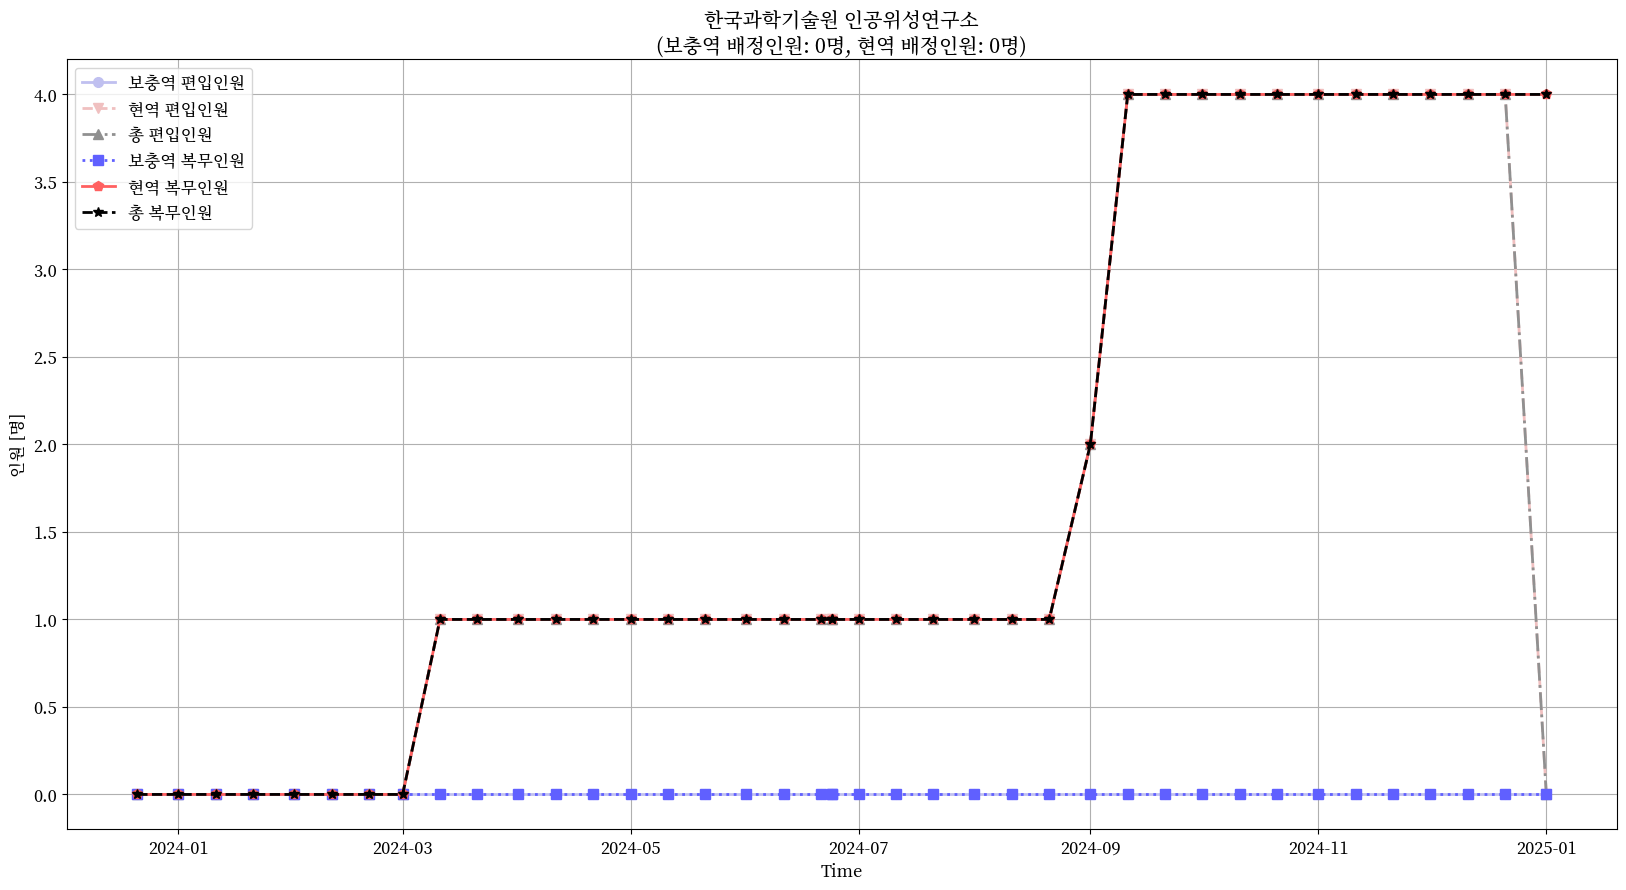 한국과학기술원 인공위성연구소
(보충역 배정인원: 0명, 현역 배정인원: 0명)
보충역 편입인원
현역 편입인원
총 편입인원
보충역 복무인원
현역 복무인원
총 복무인원
4.0
3.5
3.0
2.5
2.0
1.5
1.0
0.5
0.0
인원 [명]
2024-01
2024-03
2024-05
2024-07
2024-09
2024-11
2025-01
Time